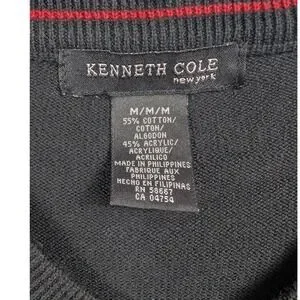 KENNETH COLE
new york
M/M/M
55% COTTON/
COTON/
ALGODON
45% ACRYLIC/
ACRYLIQUE/
ACRILICO
MADE IN PHILIPPINES
FABRIQUE AUX
PHILIPPINES
HECHO EN FILIPINAS
RN 58667
CA 04754